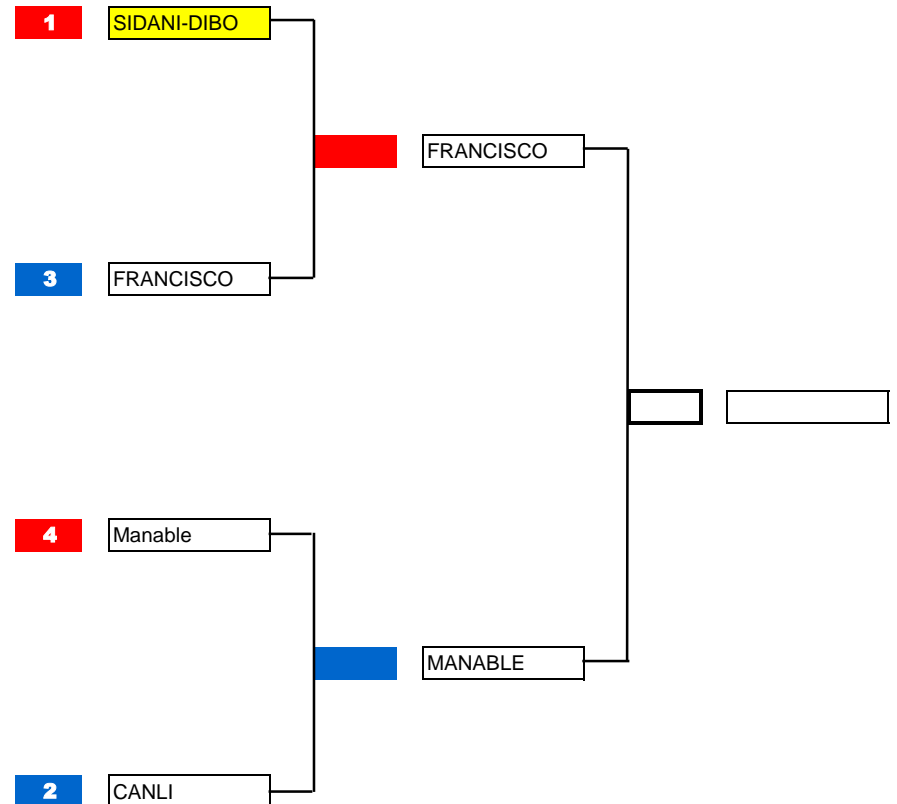 1 SIDANI-DIBO
FRANCISCO
3 FRANCISCO
4 Manable
MANABLE
2 CANLI